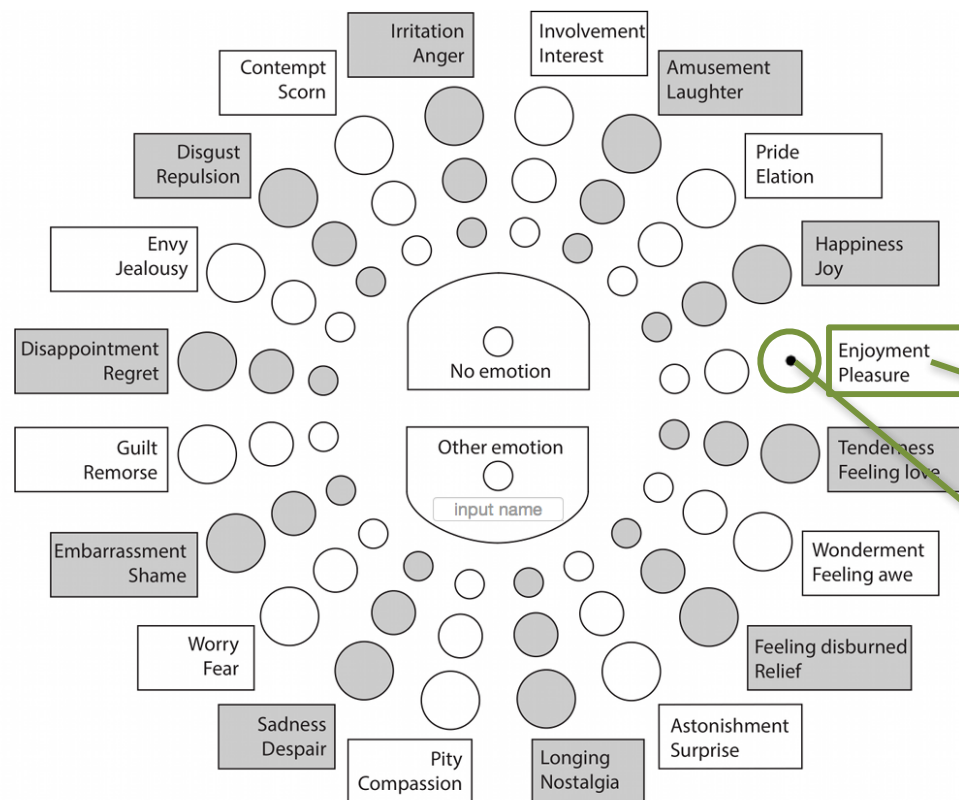 Irritation
Anger
Involvement
Interest
Contempt
Scorn
Amusement
Laughter
Disgust
Repulsion
Pride
Elation
Envy
Jealousy
Happiness
Joy
Disappointment
Regret
No emotion
Enjoyment
Pleasure
Guilt
Remorse
Other emotion
input name
Tenderness
Feeling love
Embarrassment
Shame
Wonderment
Feeling awe
Worry
Fear
Feeling disburned
Relief
Sadness
Despair
Astonishment
Surprise
Pity
Compassion
Longing
Nostalgia